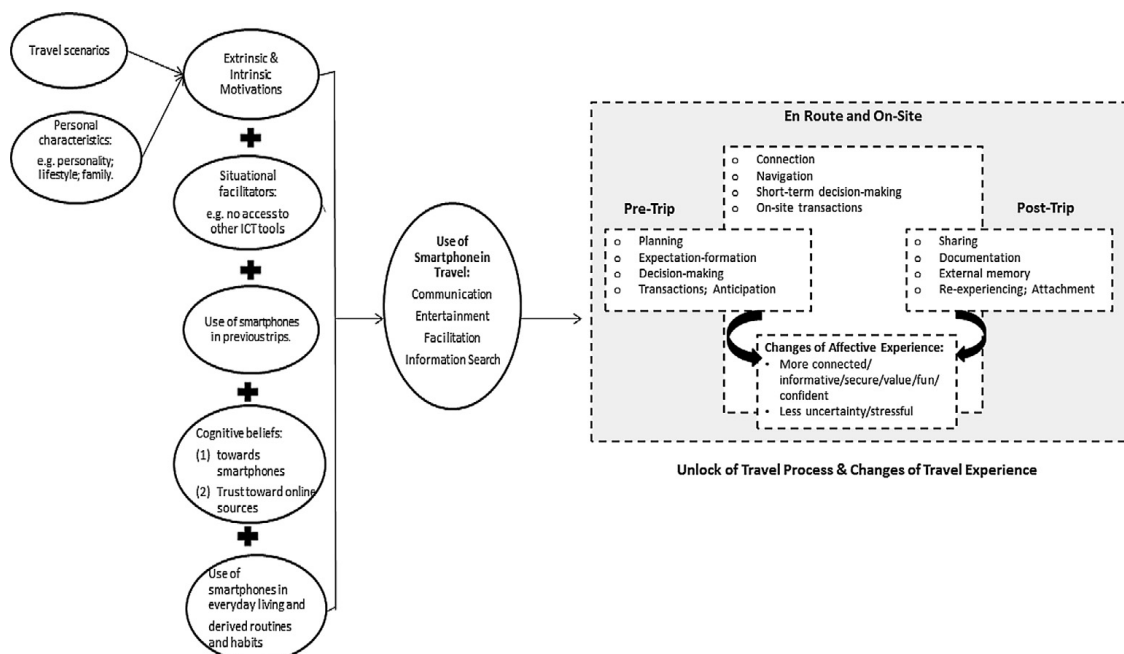 Travel scenarios
Personal
characteristics:
e.g. personality;
lifestyle; family.
Extrinsic &
Intrinsic
Motivations
Situational
facilitators:
e.g. no access to
other ICT tools
Use of smartphones
in previous trips.
Cognitive beliefs:
(1) towards
smartphones
(2) Trust toward online
sources
Use of
smartphones in
everyday living and
derived routines
and habits
Use of
Smartphone in
Travel:
Communication
Entertainment
Facilitation
Information Search
En Route and On-Site
o Connection
o Navigation
o Short-term decision-making
o On-site transactions
Pre-Trip
o Planning
o Expectation-formation
o Decision-making
o Transactions; Anticipation
Post-Trip
o Sharing
o Documentation
o External memory
o Re-experiencing; Attachment
Changes of Affective Experience:
• More connected/
informative/secure/value/fun/
confident
• Less uncertainty/stressful
Unlock of Travel Process & Changes of Travel Experience